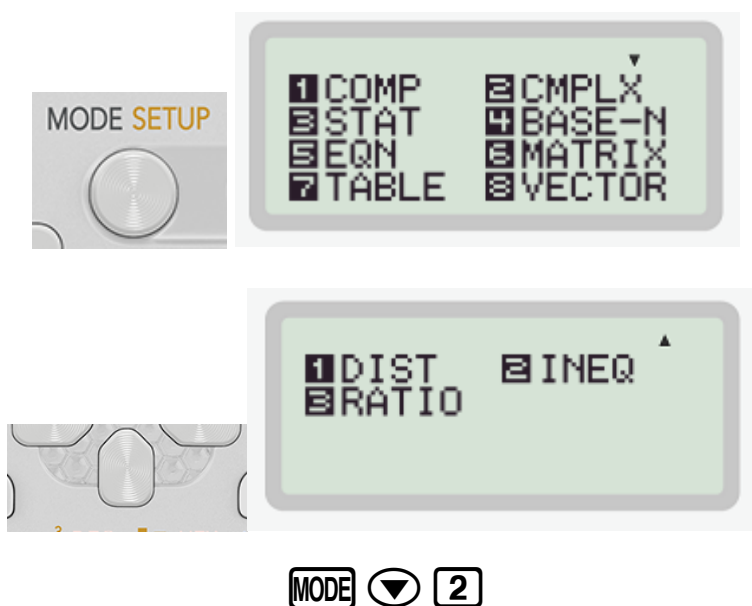 MODE SETUP
1 COMP 2 CMPLX
3 STAT 4 BASE-N
5 EQN 6 MATRIX
7 TABLE 8 VECTOR
1 DIST 2 INEQ
3 RATIO
MODE ▼ 2